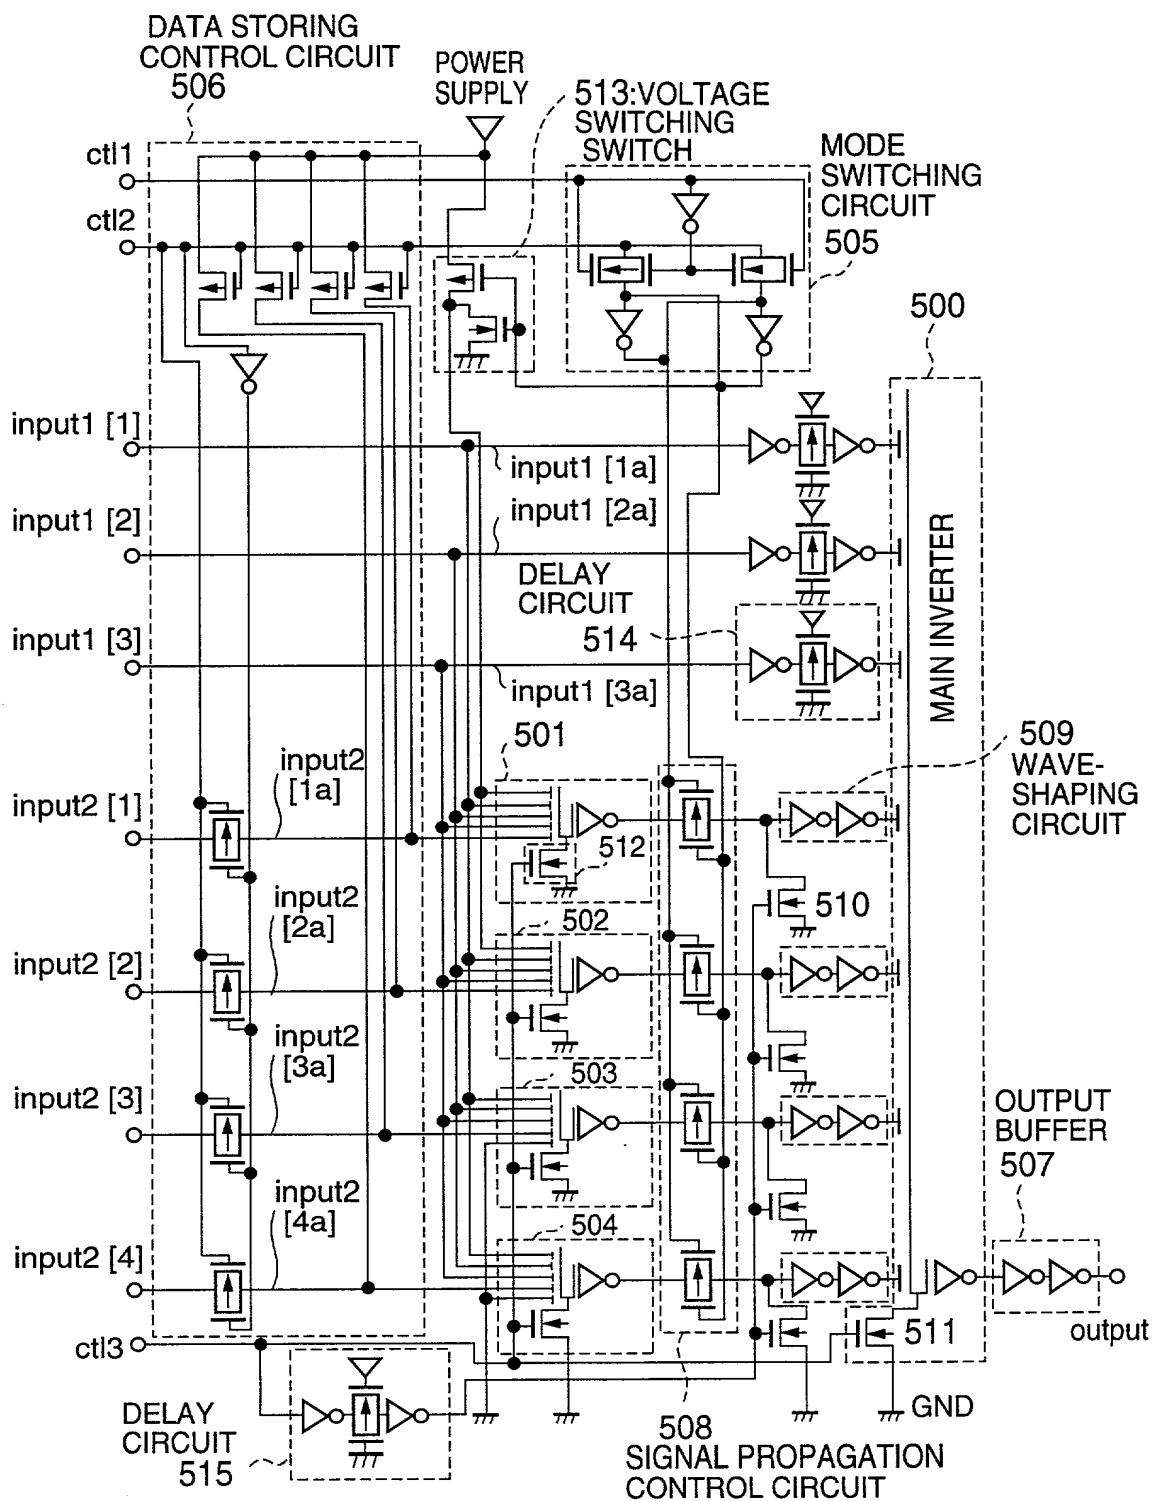 DATA STORING
CONTROL CIRCUIT
506
POWER
SUPPLY
513:VOLTAGE
SWITCHING
SWITCH
MODE
SWITCHING
CIRCUIT
505
ctl1
ctl2
500
input1 [1]
input1 [1a]
input1 [2a]
input1 [2]
DELAY
CIRCUIT
514
input1 [3]
input1 [3a]
MAIN INVERTER
501
509
WAVE-
SHAPING
CIRCUIT
input2
[1a]
input2 [1]
512
510
input2
[2a]
502
input2 [2]
input2
[3a]
503
input2 [3]
OUTPUT
BUFFER
507
input2
[4a]
504
input2 [4]
511
output
ctl3
GND
DELAY
CIRCUIT
515
508
SIGNAL PROPAGATION
CONTROL CIRCUIT